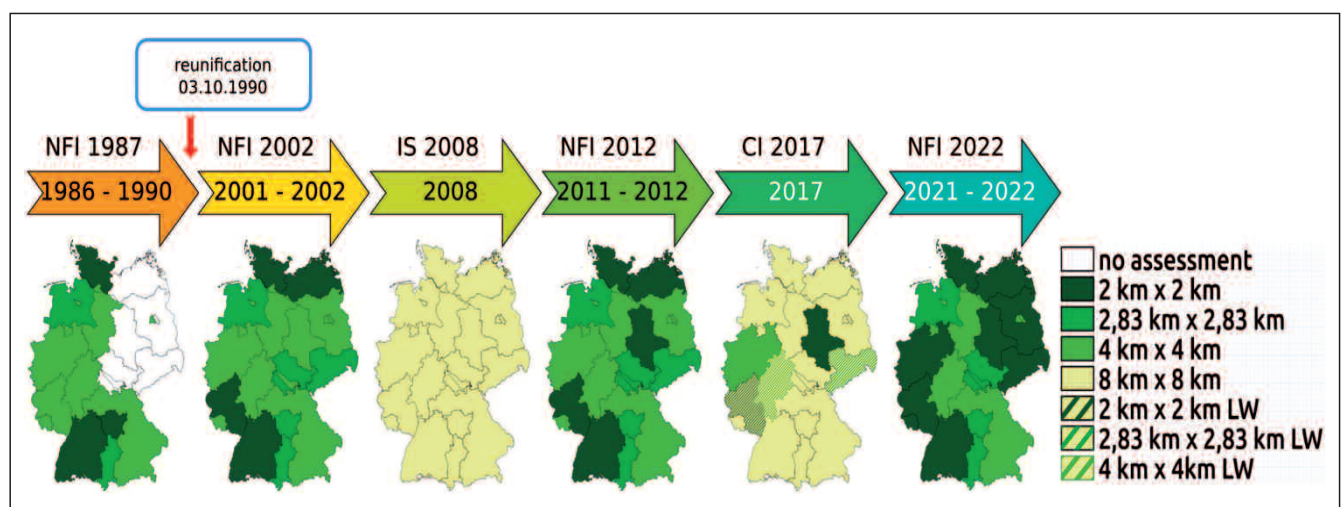 reunification
03.10.1990
NFI 1987
NFI 2002
IS 2008
NFI 2012
CI 2017
NFI 2022
1986 - 1990
2001 - 2002
2008
2011 - 2012
2017
2021 - 2022
no assessment
2 km x 2 km
2,83 km x 2,83 km
4 km x 4 km
8 km x 8 km
2 km x 2 km LW
2,83 km x 2,83 km LW
4 km x 4km LW